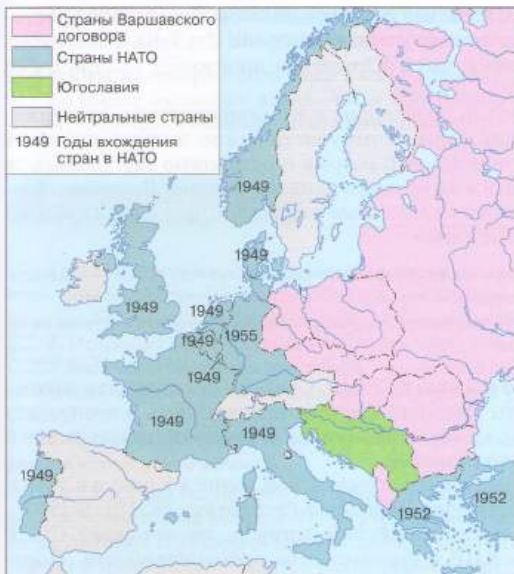 Страны Варшавского
договора
Страны НАТО
Югославия
Нейтральные страны
1949 Годы вхождения
стран в НАТО
1949
1949
1949
1949
1949
1955
1949
1949
1949
1949
1952
1952